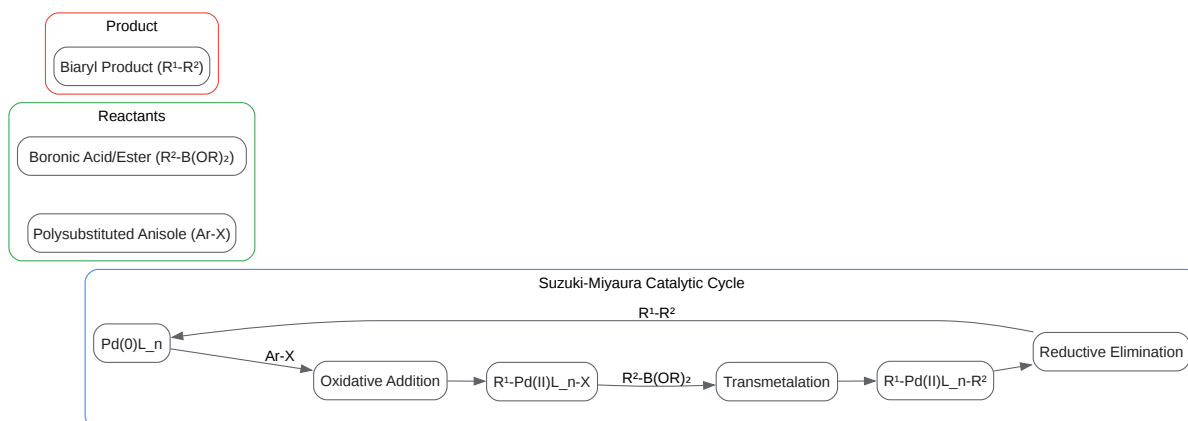 Product
Biaryl Product (R¹-R²)
Reactants
Boronic Acid/Ester (R²-B(OR)₂)
Polysubstituted Anisole (Ar-X)
Suzuki-Miyaura Catalytic Cycle
R¹-R²
Pd(0)L_n
Ar-X
Oxidative Addition
R¹-Pd(II)L_n-X
R²-B(OR)₂
Transmetalation
R¹-Pd(II)L_n-R²
Reductive Elimination